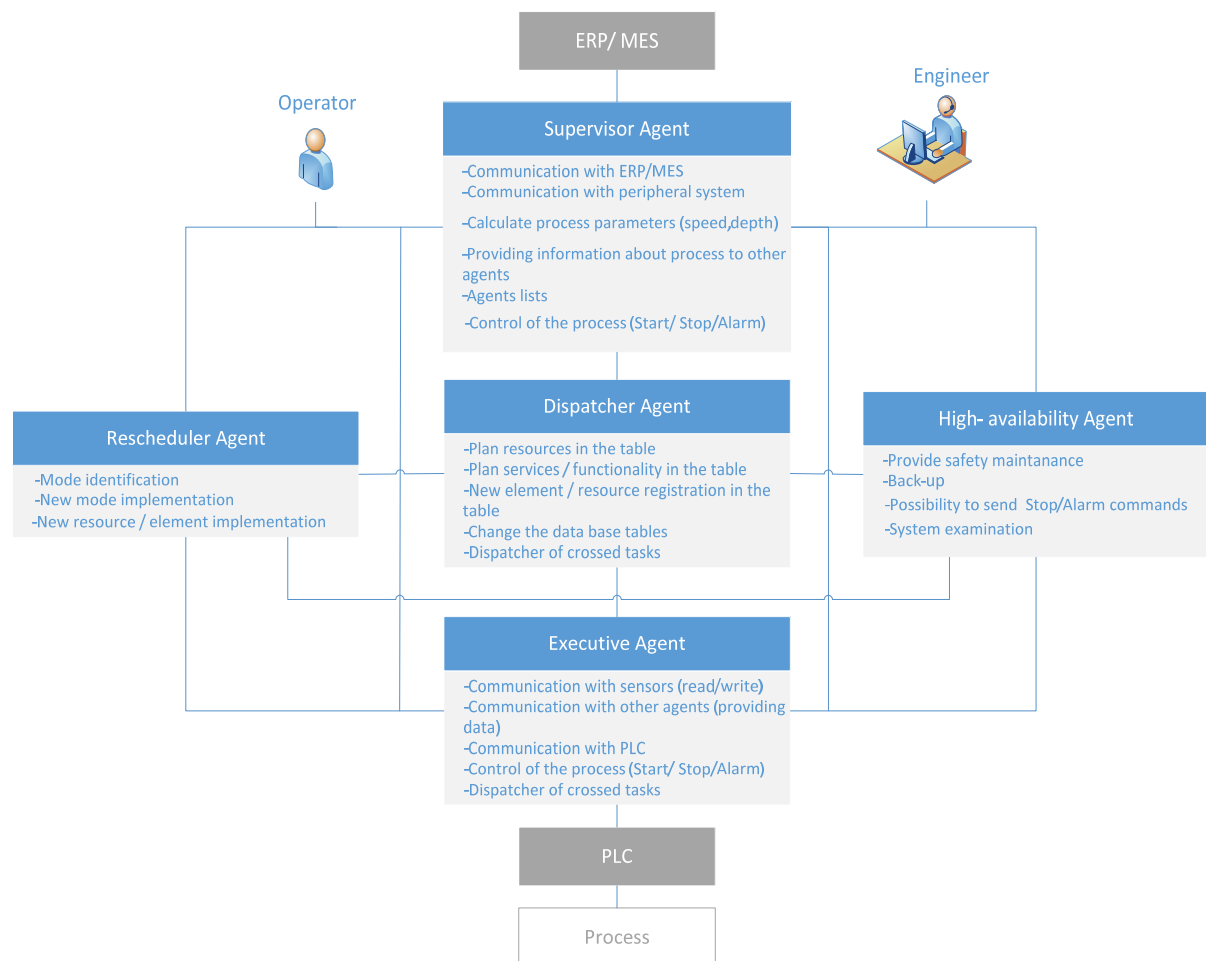 ERP/ MES
Engineer
Operator
Supervisor Agent
-Communication with ERP/MES
-Communication with peripheral system
-Calculate process parameters (speed,depth)
-Providing information about process to other
agents
-Agents lists
-Control of the process (Start/ Stop/Alarm)
Dispatcher Agent
-Plan resources in the table
-Plan services / functionality in the table
-New element / resource registration in the
table
-Change the data base tables
-Dispatcher of crossed tasks
Rescheduler Agent
-Mode identification
-New mode implementation
-New resource / element implementation
High- availability Agent
-Provide safety maintanance
-Back-up
-Possibility to send Stop/Alarm commands
-System examination
Executive Agent
-Communication with sensors (read/write)
-Communication with other agents (providing
data)
-Communication with PLC
-Control of the process (Start/ Stop/Alarm)
-Dispatcher of crossed tasks
PLC
Process